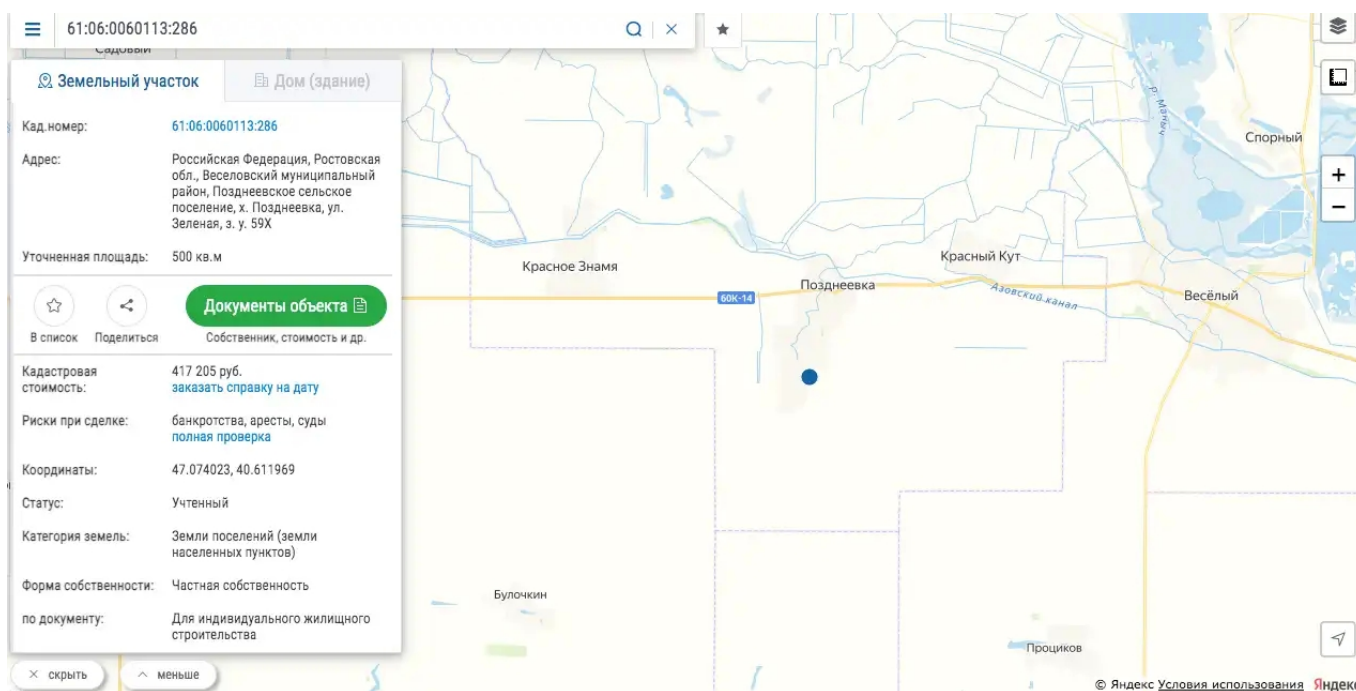 61:06:0060113:286
Садовый
Земельный участок
Дом (здание)
Кад.номер:
61:06:0060113:286
Адрес:
Российская Федерация, Ростовская
обл., Веселовский муниципальный
район, Позднеевское сельское
поселение, х. Позднеевка, ул.
Зеленая, з. у. 59Х
Уточненная площадь:
500 кв.м
В список
Поделиться
Документы объекта
Собственник, стоимость и др.
Кадастровая
стоимость:
417 205 руб.
заказать справку на дату
Риски при сделке:
банкротства, аресты, суды
полная проверка
Координаты:
47.074023, 40.611969
Статус:
Учтенный
Категория земель:
Земли поселений (земли
населенных пунктов)
Форма собственности:
Частная собственность
по документу:
Для индивидуального жилищного
строительства
× скрыть
меньше
р. Маныч
Спорный
+
−
Красное Знамя
Красный Кут
Позднеевка
60К-14
Азовский канал
Весёлый
Булочкин
Проциков
© Яндекс Условия использования Яндекс